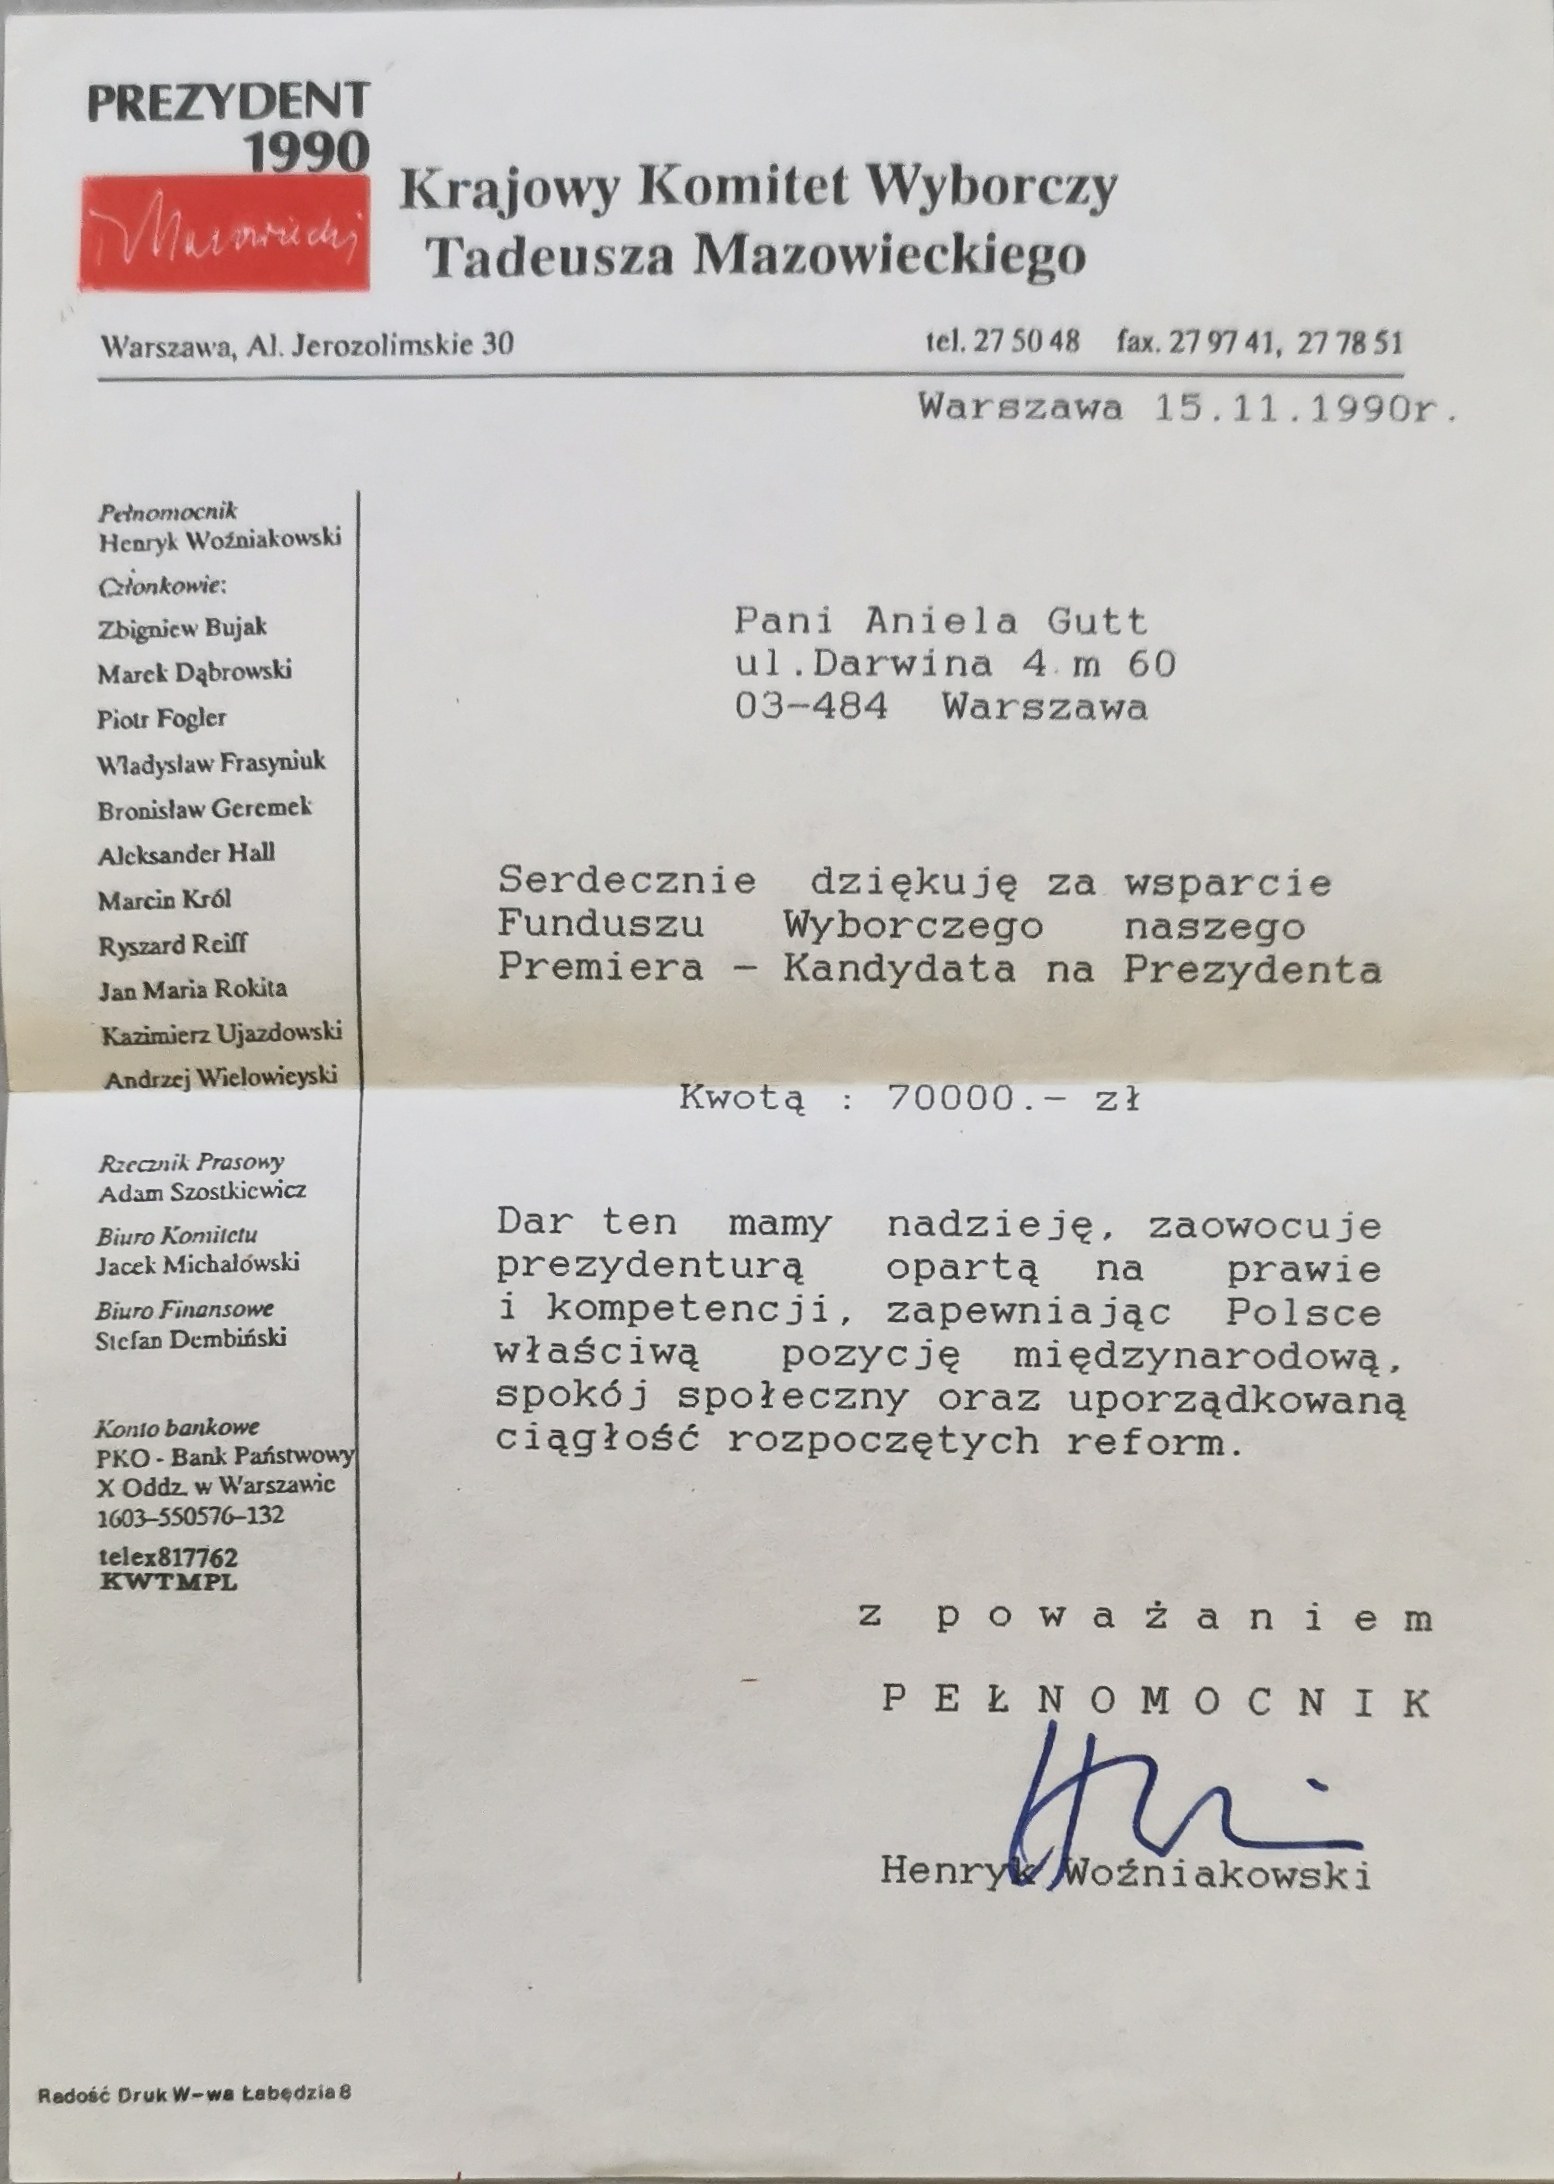 PREZYDENT
1990
T Mazowiecki
Krajowy Komitet Wyborczy
Tadeusza Mazowieckiego
Warszawa, Al. Jerozolimskie 30
tel. 27 50 48 fax. 27 97 41, 27 78 51
Warszawa 15.11.1990r.
Pełnomocnik
Henryk Woźniakowski
Członkowie:
Zbigniew Bujak
Marek Dąbrowski
Piotr Fogler
Władysław Frasyniuk
Bronisław Geremek
Aleksander Hall
Marcin Król
Ryszard Reiff
Jan Maria Rokita
Kazimierz Ujazdowski
Andrzej Wielowieyski
Rzecznik Prasowy
Adam Szostkiewicz
Biuro Komitetu
Jacek Michałówski
Biuro Finansowe
Stefan Dembiński
Konto bankowe
PKO - Bank Państwowy
X Oddz. w Warszawie
1603-550576-132
telex817762
KWTMPL
Pani Aniela Gutt
ul.Darwina 4 m 60
03-484 Warszawa
Serdecznie dziękuję za wsparcie
Funduszu Wyborczego naszego
Premiera - Kandydata na Prezydenta
Kwotą : 70000.- zł
Dar ten mamy nadzieję, zaowocuje
prezydenturą opartą na prawie
i kompetencji, zapewniając Polsce
właściwą pozycję międzynarodową,
spokój społeczny oraz uporządkowaną
ciągłość rozpoczętych reform.
z poważaniem
PEŁNOMOCNIK
Henryk Woźniakowski
Radość Druk W-wa Łabędzia 8